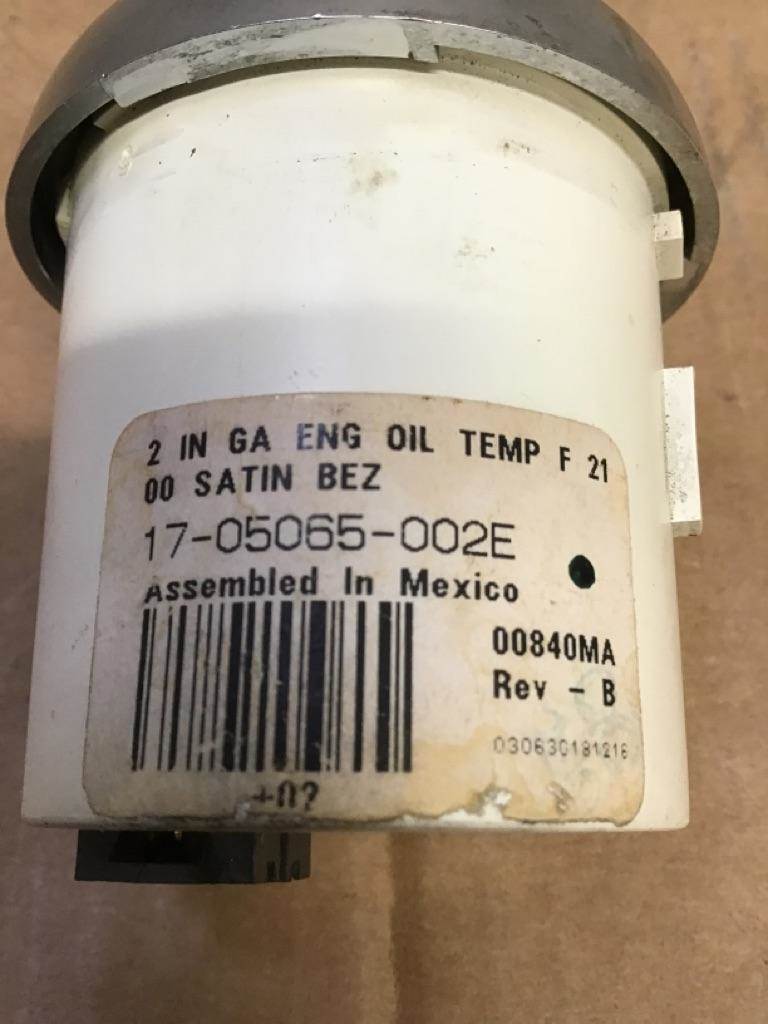 2 IN GA ENG OIL TEMP F 21
00 SATIN BEZ
17-05065-002E
Assembled In Mexico
00840MA
Rev - B
030630181216